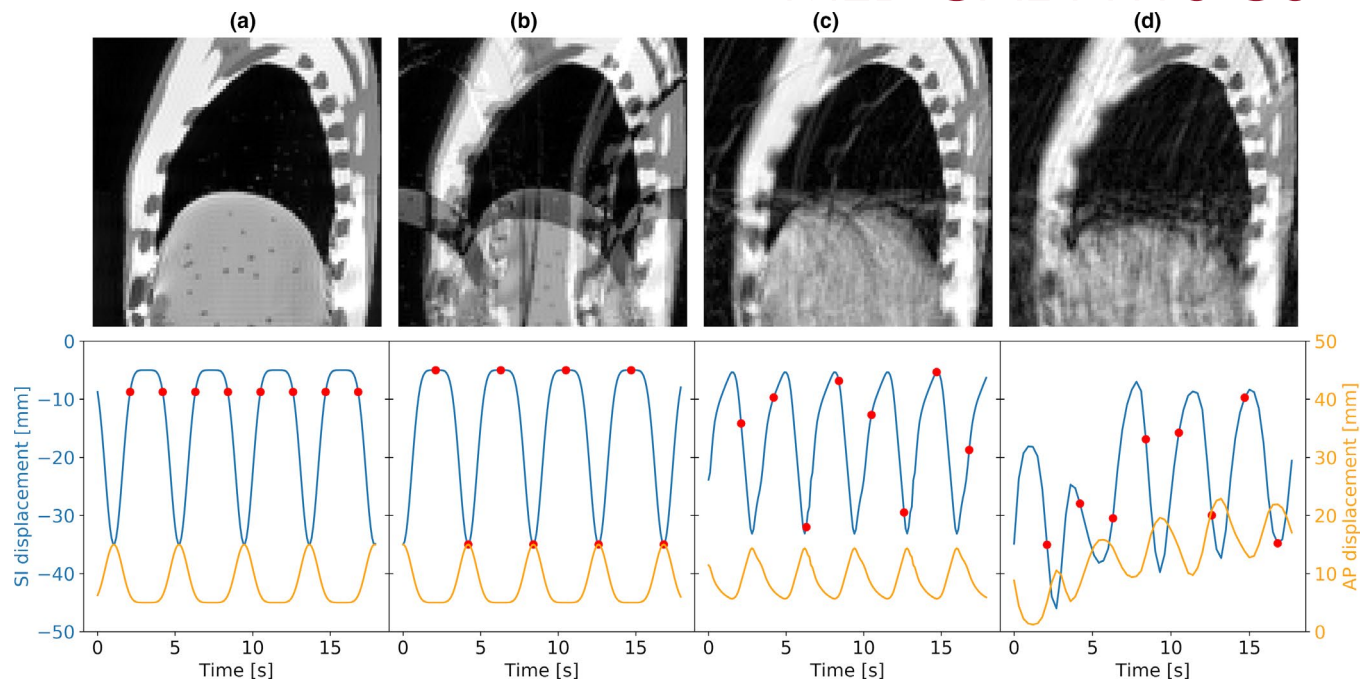 (a) (b) (c) (d)
0 50
−10 40
−20 30
−30 20
−40 10
−50 0
SI displacement [mm]
AP displacement [mm]
0 5 10 15 0 5 10 15 0 5 10 15 0 5 10 15
Time [s] Time [s] Time [s] Time [s]